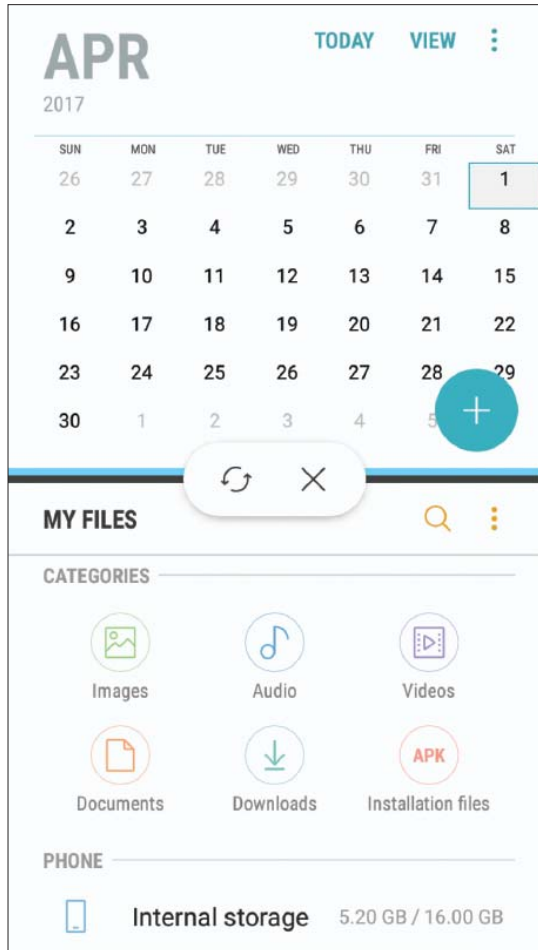 APR
TODAY VIEW
2017
SUN MON TUE WED THU FRI SAT
26 27 28 29 30 31 1
2 3 4 5 6 7 8
9 10 11 12 13 14 15
16 17 18 19 20 21 22
23 24 25 26 27 28 29
30 1 2 3 4 5
MY FILES
CATEGORIES
Images Audio Videos
APK
Documents Downloads Installation files
PHONE
Internal storage 5.20 GB / 16.00 GB